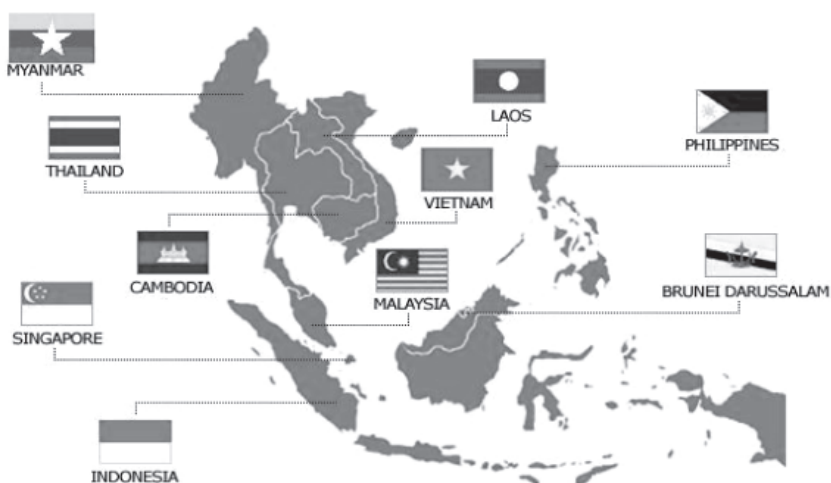 MYANMAR
LAOS
PHILIPPINES
THAILAND
VIETNAM
CAMBODIA
MALAYSIA
BRUNEI DARUSSALAM
SINGAPORE
INDONESIA